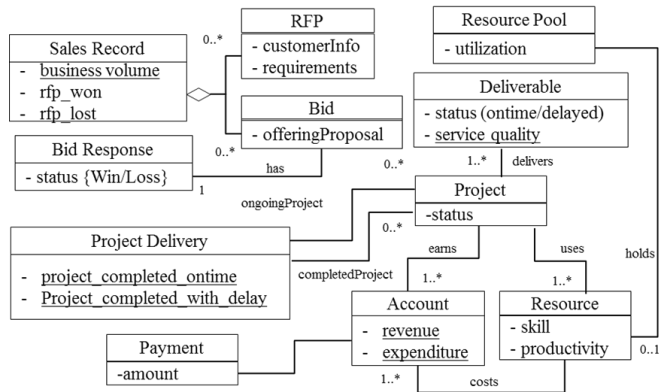 RFP
- customerInfo
- requirements
Resource Pool
- utilization
Sales Record
- business volume
- rfp_won
- rfp_lost
0..*
Bid
- offeringProposal
0..*
Deliverable
- status (ontime/delayed)
- service quality
Bid Response
- status {Win/Loss}
has
1
0..*
1..*
delivers
Project
-status
ongoingProject
0..*
Project Delivery
- project_completed_ontime
- Project_completed_with_delay
completedProject
earns
1..*
uses
1..*
holds
0..1
Account
- revenue
- expenditure
Resource
- skill
- productivity
Payment
-amount
1..*
costs